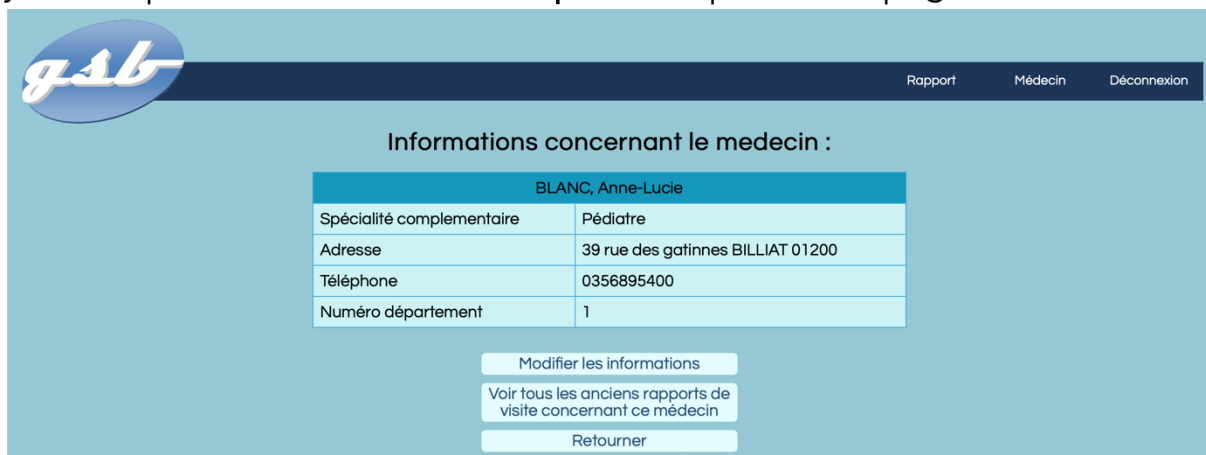 gsb
Rapport Médecin Déconnexion
Informations concernant le medecin :
BLANC, Anne-Lucie
Spécialité complementaire Pédiatre
Adresse 39 rue des gatinnes BILLIAT 01200
Téléphone 0356895400
Numéro département 1
Modifier les informations
Voir tous les anciens rapports de
visite concernant ce médecin
Retourner